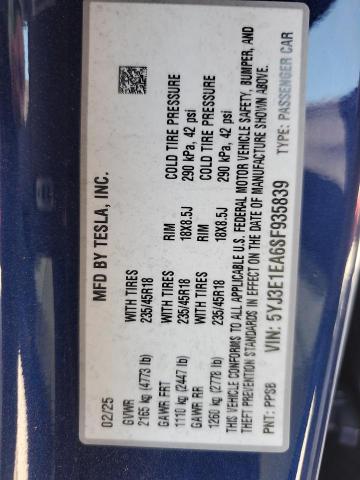 MFD BY TESLA, INC.
02/25
GVWR
2165 kg (4773 lb)
GAWR FRT WITH TIRES RIM COLD TIRE PRESSURE
1110 kg (2447 lb) 235/45R18 18X8.5J 290 kPa, 42 psi
GAWR RR WITH TIRES RIM COLD TIRE PRESSURE
1260 kg (2778 lb) 235/45R18 18X8.5J 290 kPa, 42 psi
THIS VEHICLE CONFORMS TO ALL APPLICABLE U.S. FEDERAL MOTOR VEHICLE SAFETY, BUMPER, AND
THEFT PREVENTION STANDARDS IN EFFECT ON THE DATE OF MANUFACTURE SHOWN ABOVE.
VIN: 5YJ3E1EA6SF935839
PNT: PPSB TYPE: PASSENGER CAR